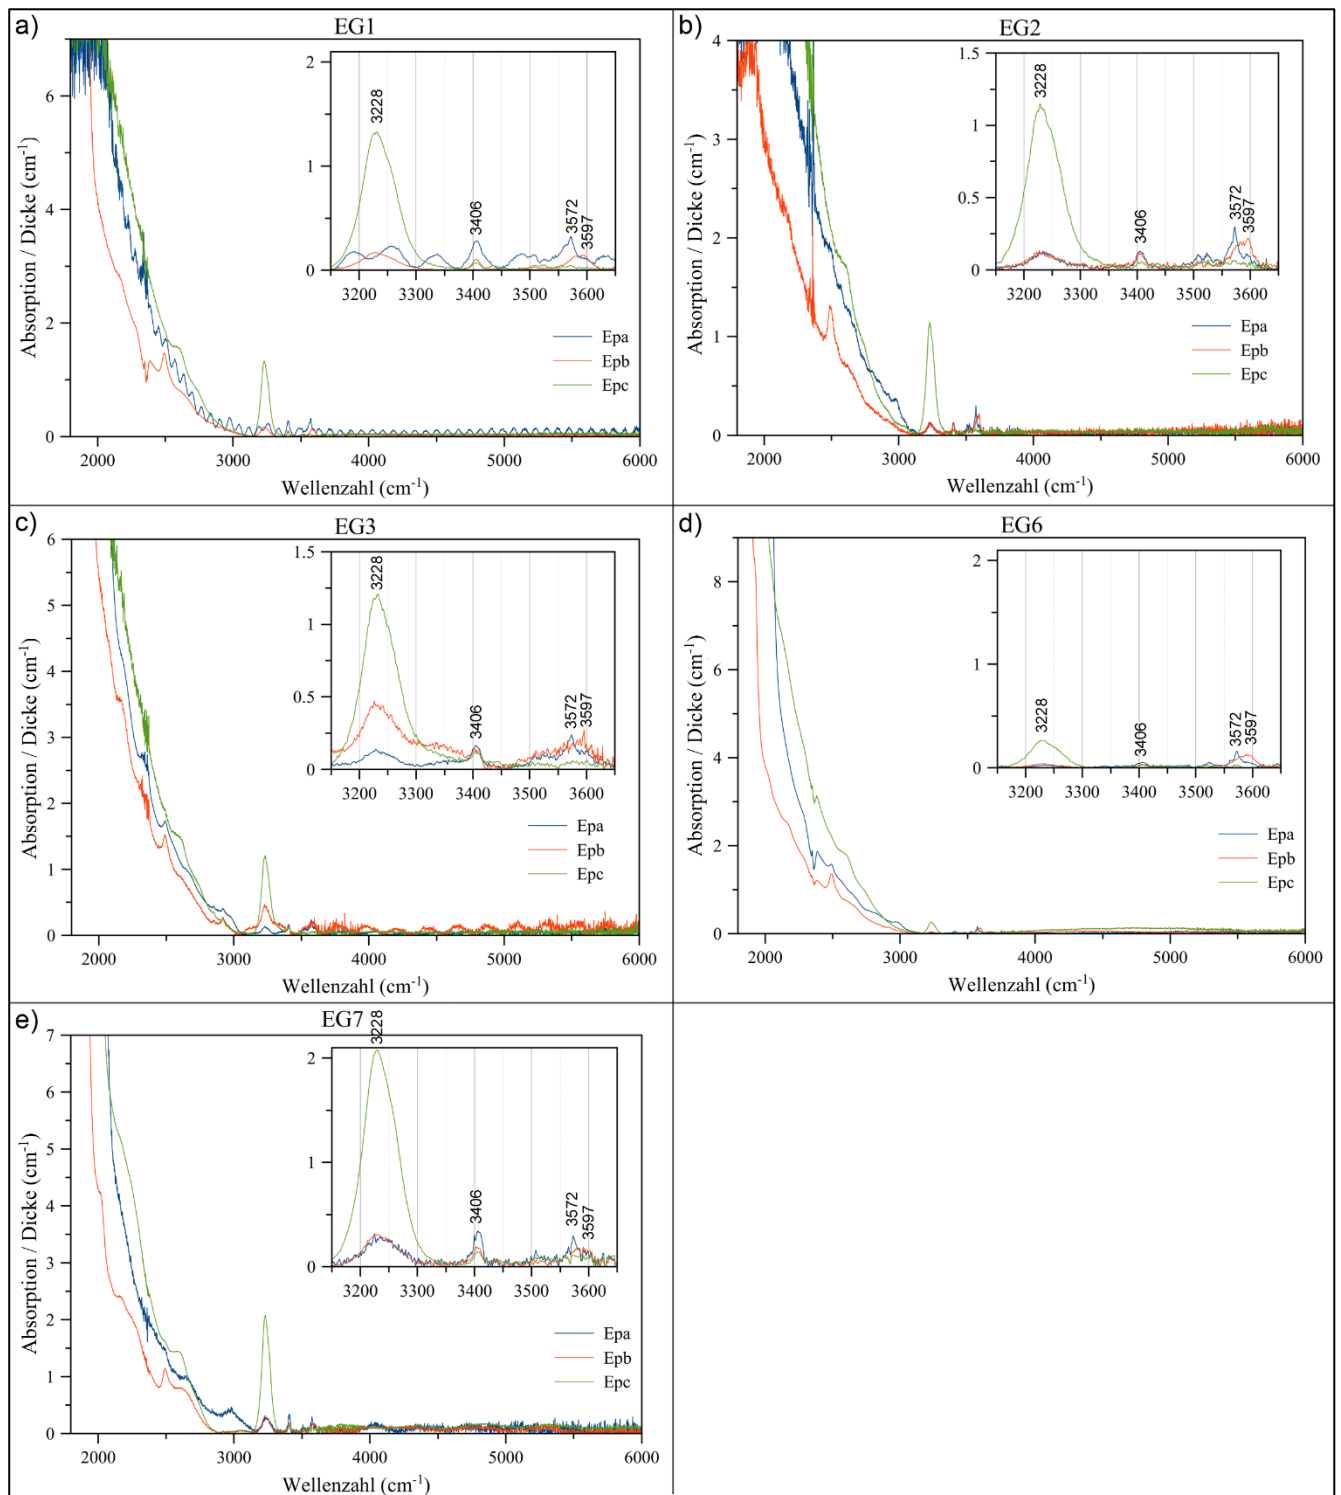 a)
EG1
Absorption / Dicke (cm⁻¹)
6
4
2
0
2000 3000 4000 5000 6000
Wellenzahl (cm⁻¹)
2
1
0
3200 3300 3400 3500 3600
3228
3406
3572
3597
Epa
Epb
Epc
b)
EG2
Absorption / Dicke (cm⁻¹)
4
3
2
1
0
2000 3000 4000 5000 6000
Wellenzahl (cm⁻¹)
1.5
1
0.5
0
3200 3300 3400 3500 3600
3228
3406
3572
3597
Epa
Epb
Epc
c)
EG3
Absorption / Dicke (cm⁻¹)
6
5
4
3
2
1
0
2000 3000 4000 5000 6000
Wellenzahl (cm⁻¹)
1.5
1
0.5
0
3200 3300 3400 3500 3600
3228
3406
3572
3597
Epa
Epb
Epc
d)
EG6
Absorption / Dicke (cm⁻¹)
8
6
4
2
0
2000 3000 4000 5000 6000
Wellenzahl (cm⁻¹)
2
1
0
3200 3300 3400 3500 3600
3228
3406
3572
3597
Epa
Epb
Epc
e)
EG7
Absorption / Dicke (cm⁻¹)
7
6
5
4
3
2
1
0
2000 3000 4000 5000 6000
Wellenzahl (cm⁻¹)
2
1
0
3200 3300 3400 3500 3600
3228
3406
3572
3597
Epa
Epb
Epc